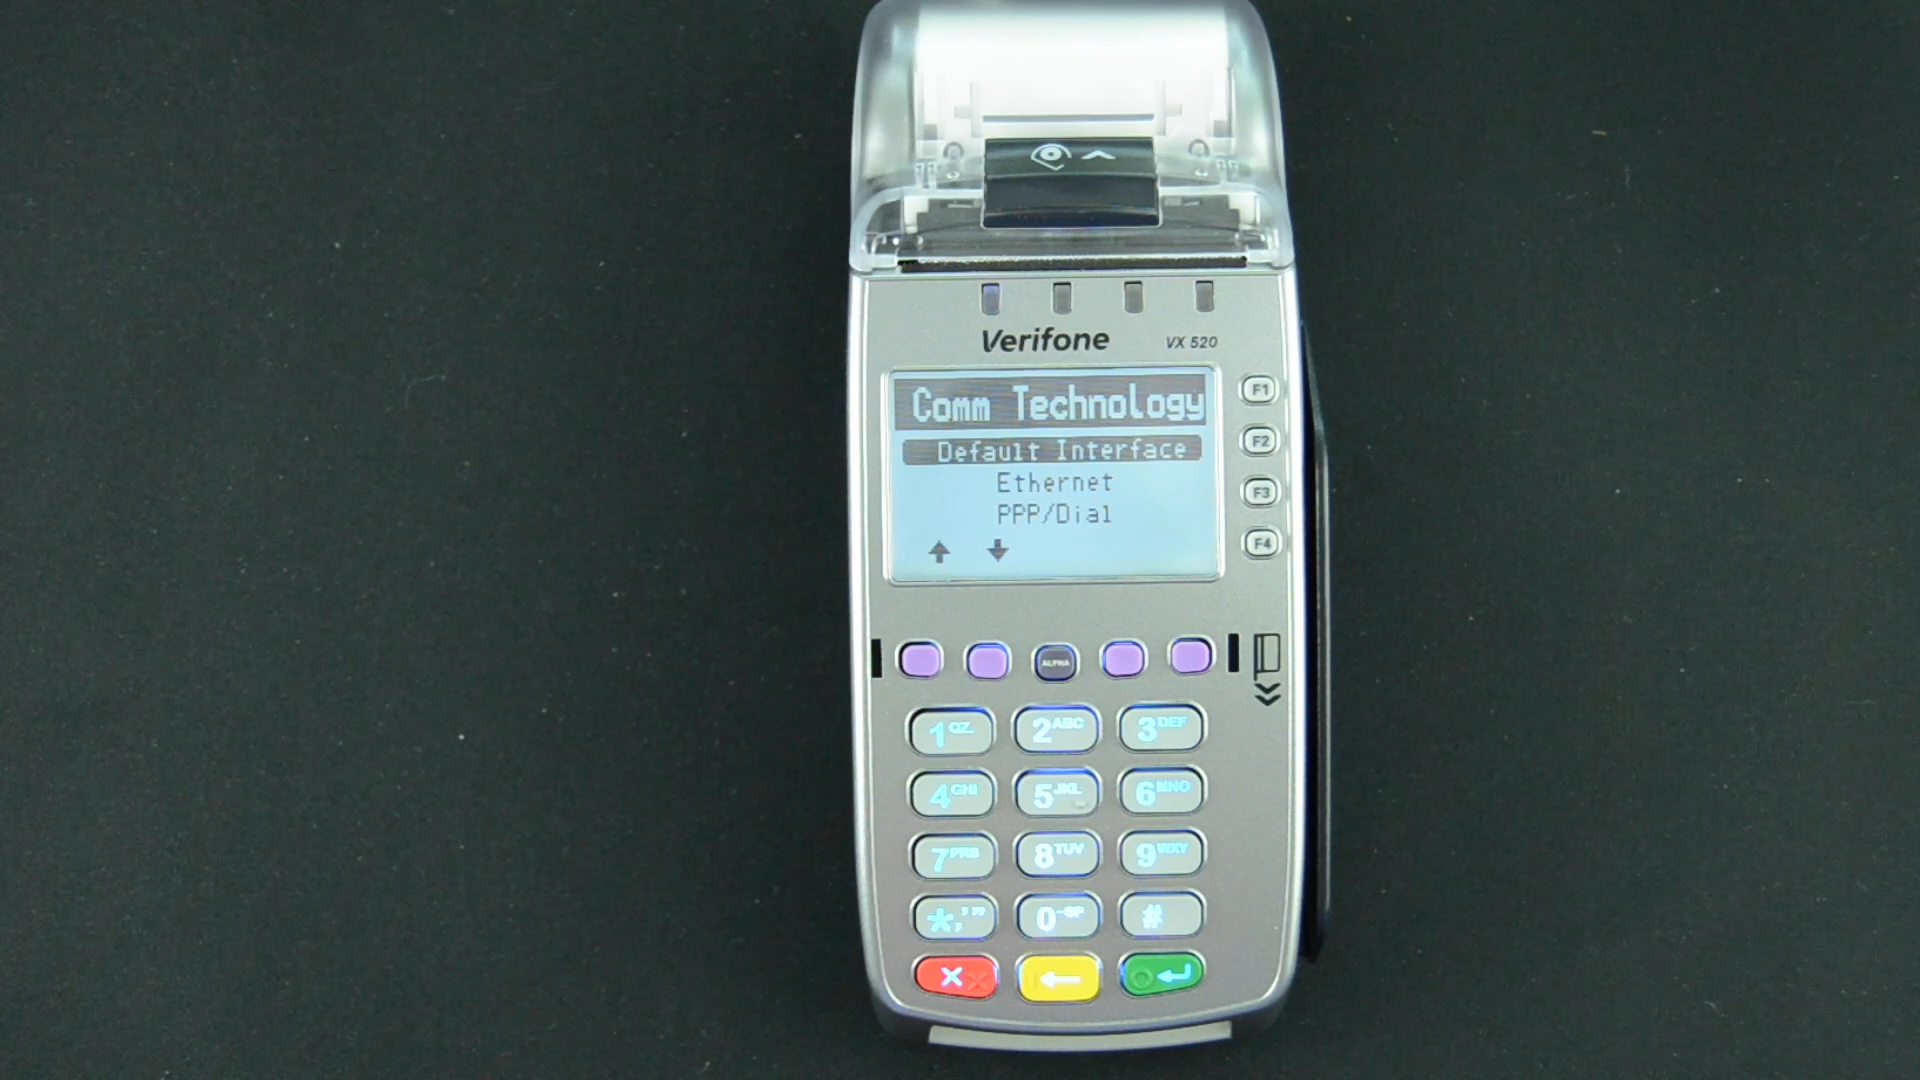 Verifone VX 520
Comm Technology
Default Interface
Ethernet
PPP/Dial
F1
F2
F3
F4
ALPHA
1QZ. 2ABC 3DEF
4GHI 5JKL 6MNO
7PRS 8TUV 9WXY
*,'" 0-SP #